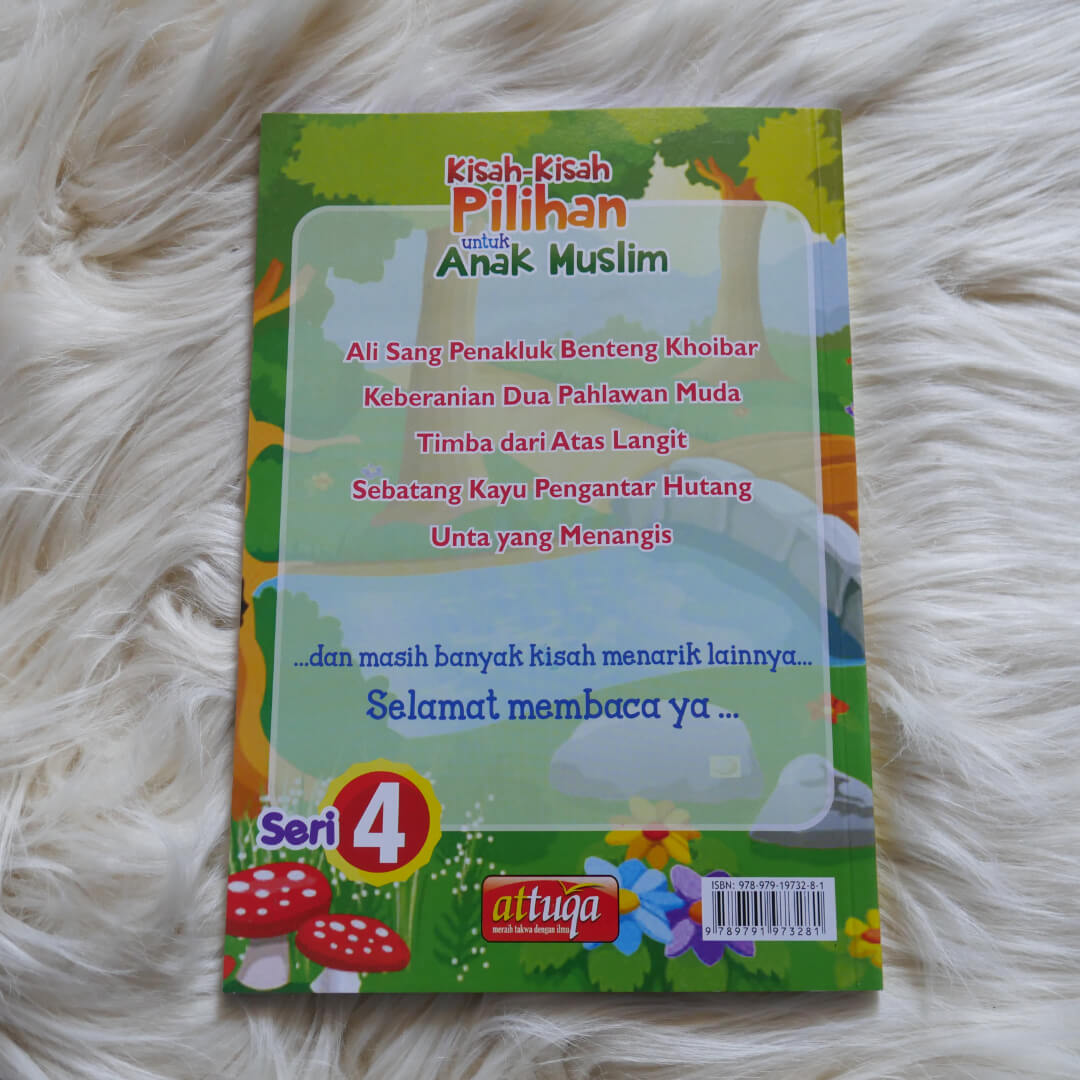 Kisah-Kisah
Pilihan
untuk
Anak Muslim
Ali Sang Penakluk Benteng Khoibar
Keberanian Dua Pahlawan Muda
Timba dari Atas Langit
Sebatang Kayu Pengantar Hutang
Unta yang Menangis
...dan masih banyak kisah menarik lainnya...
Selamat membaca ya ...
Seri 4
attuqa
meraih takwa dengan ilmu
ISBN: 978-979-19732-8-1
9 789791 973281